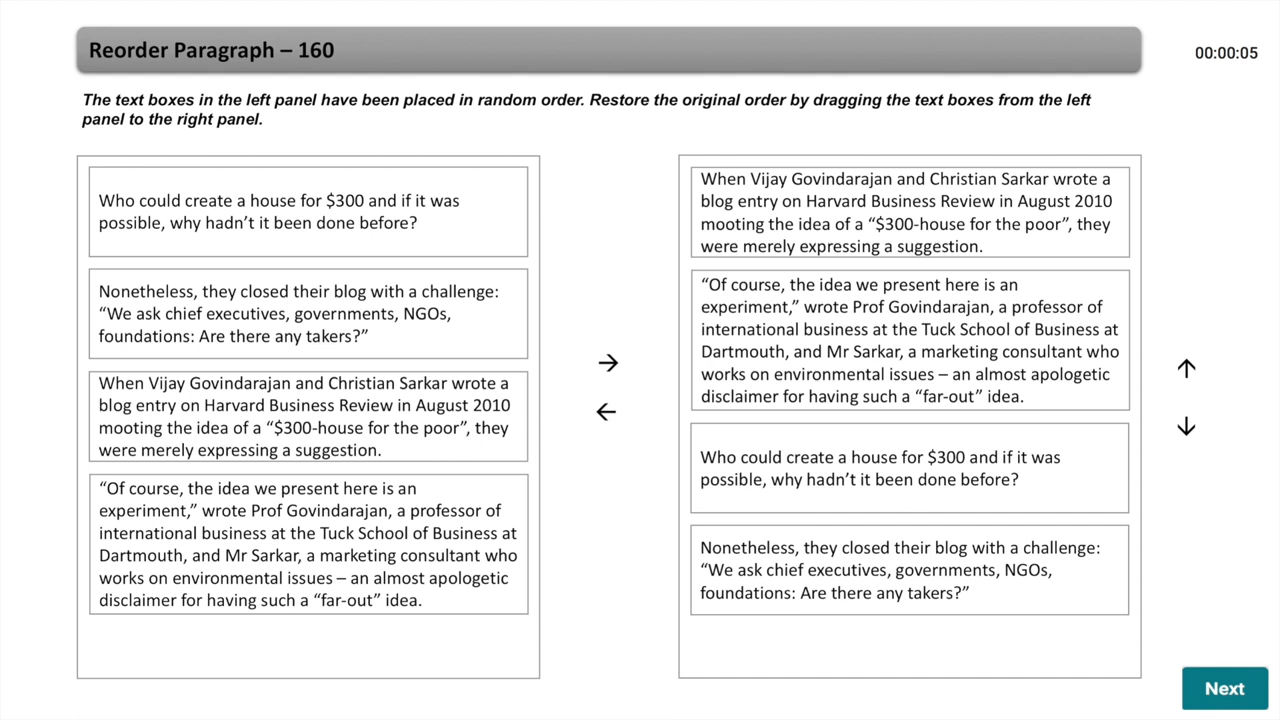 Reorder Paragraph – 160
00:00:05
The text boxes in the left panel have been placed in random order. Restore the original order by dragging the text boxes from the left
panel to the right panel.
Who could create a house for $300 and if it was
possible, why hadn’t it been done before?
Nonetheless, they closed their blog with a challenge:
“We ask chief executives, governments, NGOs,
foundations: Are there any takers?”
When Vijay Govindarajan and Christian Sarkar wrote a
blog entry on Harvard Business Review in August 2010
mooting the idea of a “$300-house for the poor”, they
were merely expressing a suggestion.
“Of course, the idea we present here is an
experiment,” wrote Prof Govindarajan, a professor of
international business at the Tuck School of Business at
Dartmouth, and Mr Sarkar, a marketing consultant who
works on environmental issues – an almost apologetic
disclaimer for having such a “far-out” idea.
When Vijay Govindarajan and Christian Sarkar wrote a
blog entry on Harvard Business Review in August 2010
mooting the idea of a “$300-house for the poor”, they
were merely expressing a suggestion.
“Of course, the idea we present here is an
experiment,” wrote Prof Govindarajan, a professor of
international business at the Tuck School of Business at
Dartmouth, and Mr Sarkar, a marketing consultant who
works on environmental issues – an almost apologetic
disclaimer for having such a “far-out” idea.
Who could create a house for $300 and if it was
possible, why hadn’t it been done before?
Nonetheless, they closed their blog with a challenge:
“We ask chief executives, governments, NGOs,
foundations: Are there any takers?”
Next